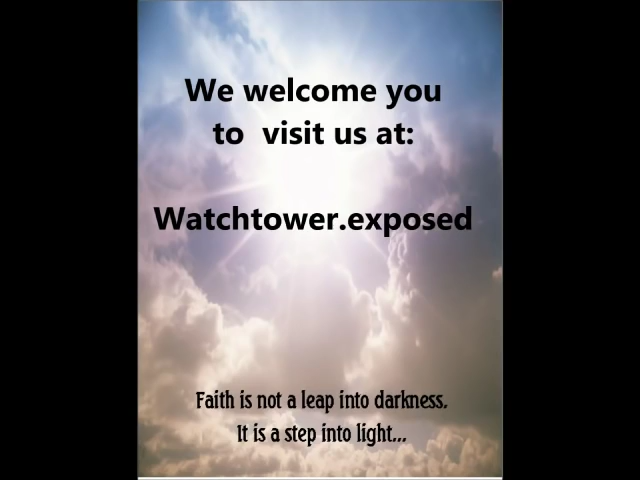 We welcome you
to visit us at:
Watchtower.exposed
Faith is not a leap into darkness.
It is a step into light...